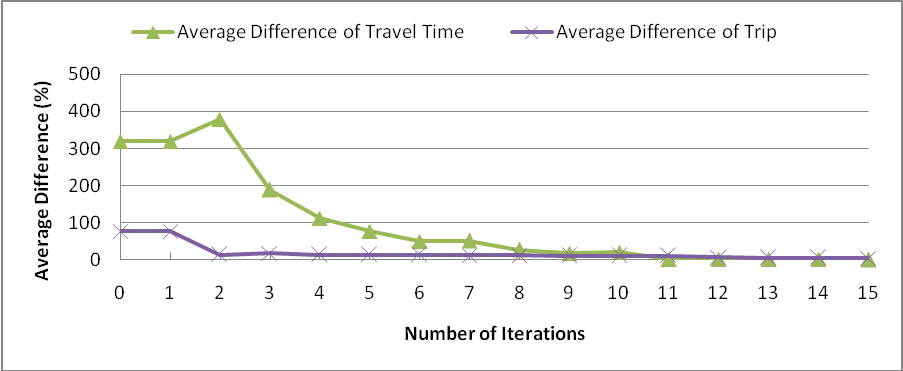 Average Difference of Travel Time Average Difference of Trip
500
400
300
200
100
0
Average Difference (%)
0 1 2 3 4 5 6 7 8 9 10 11 12 13 14 15
Number of Iterations